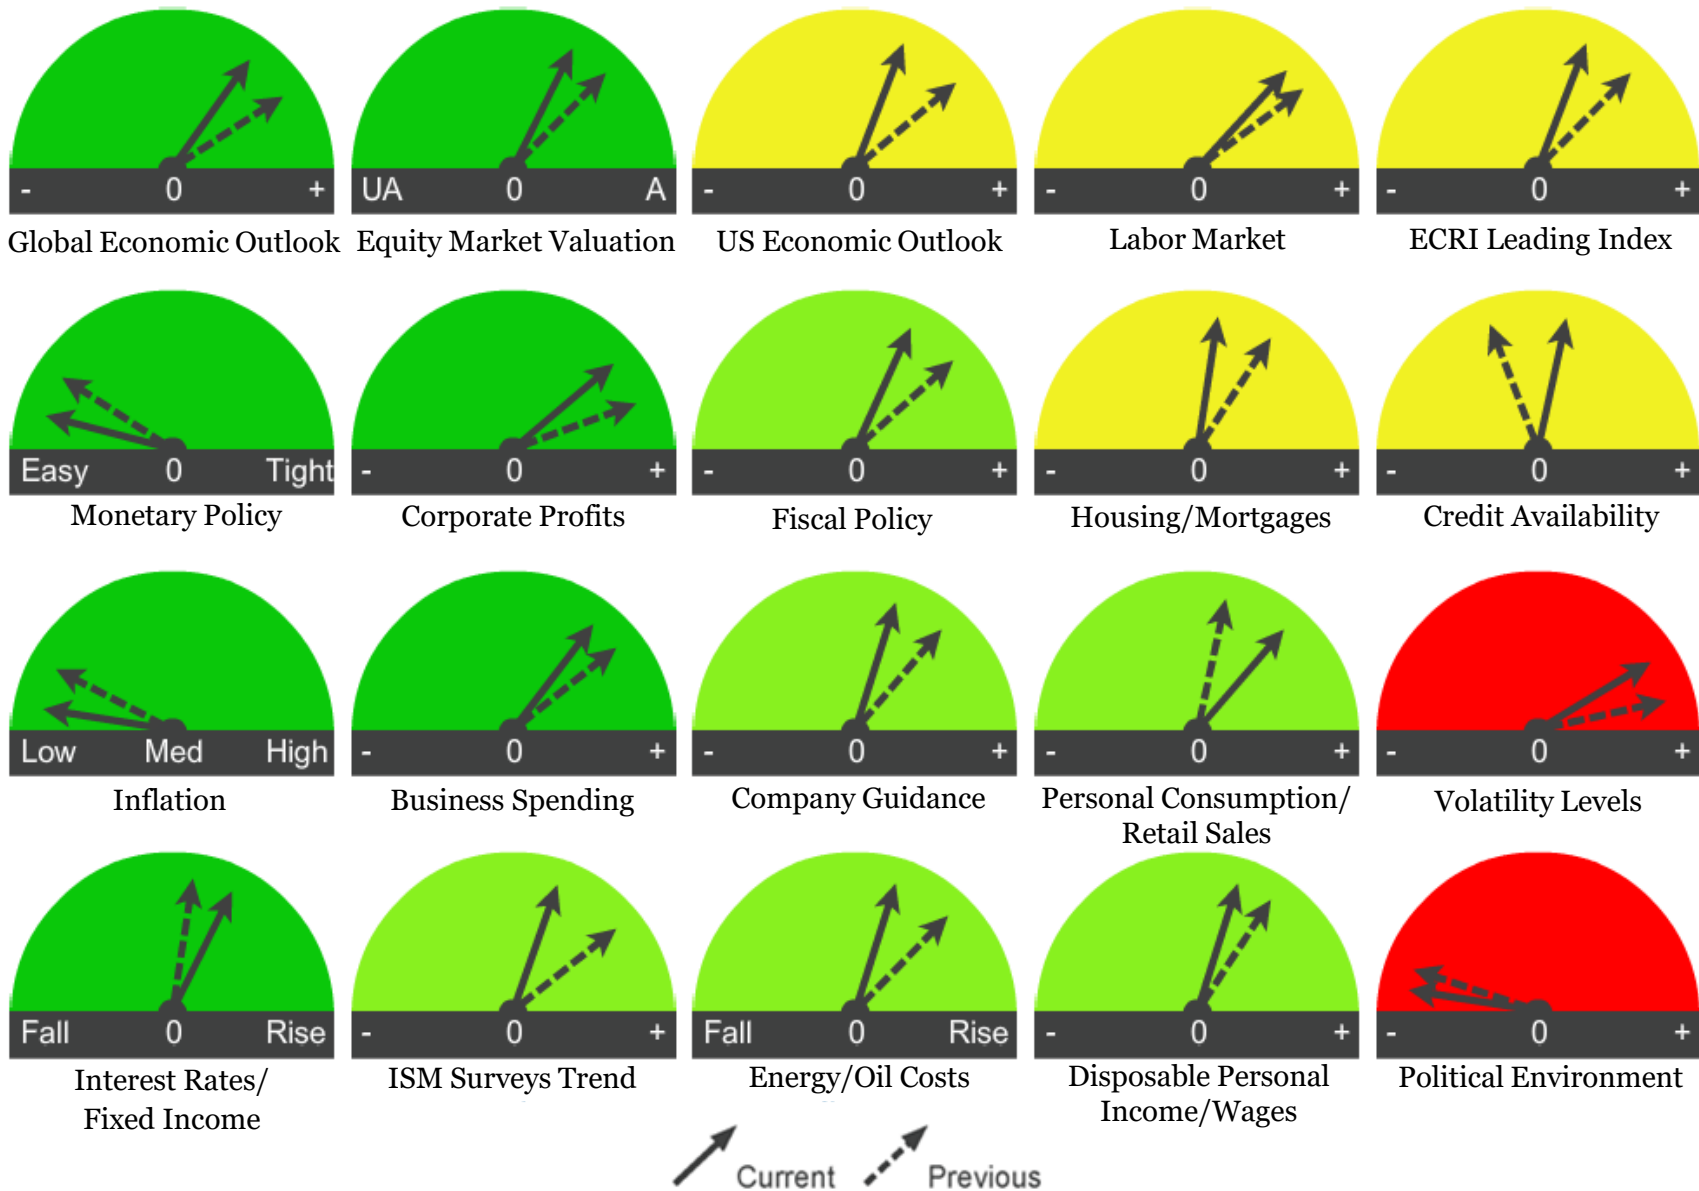 - 0 +
UA 0 A
- 0 +
- 0 +
- 0 +
Global Economic Outlook
Equity Market Valuation
US Economic Outlook
Labor Market
ECRI Leading Index
Easy 0 Tight
- 0 +
- 0 +
- 0 +
- 0 +
Monetary Policy
Corporate Profits
Fiscal Policy
Housing/Mortgages
Credit Availability
Low Med High
- 0 +
- 0 +
- 0 +
- 0 +
Inflation
Business Spending
Company Guidance
Personal Consumption/
Retail Sales
Volatility Levels
Fall 0 Rise
- 0 +
Fall 0 Rise
- 0 +
- 0 +
Interest Rates/
Fixed Income
ISM Surveys Trend
Energy/Oil Costs
Disposable Personal
Income/Wages
Political Environment
Current
Previous